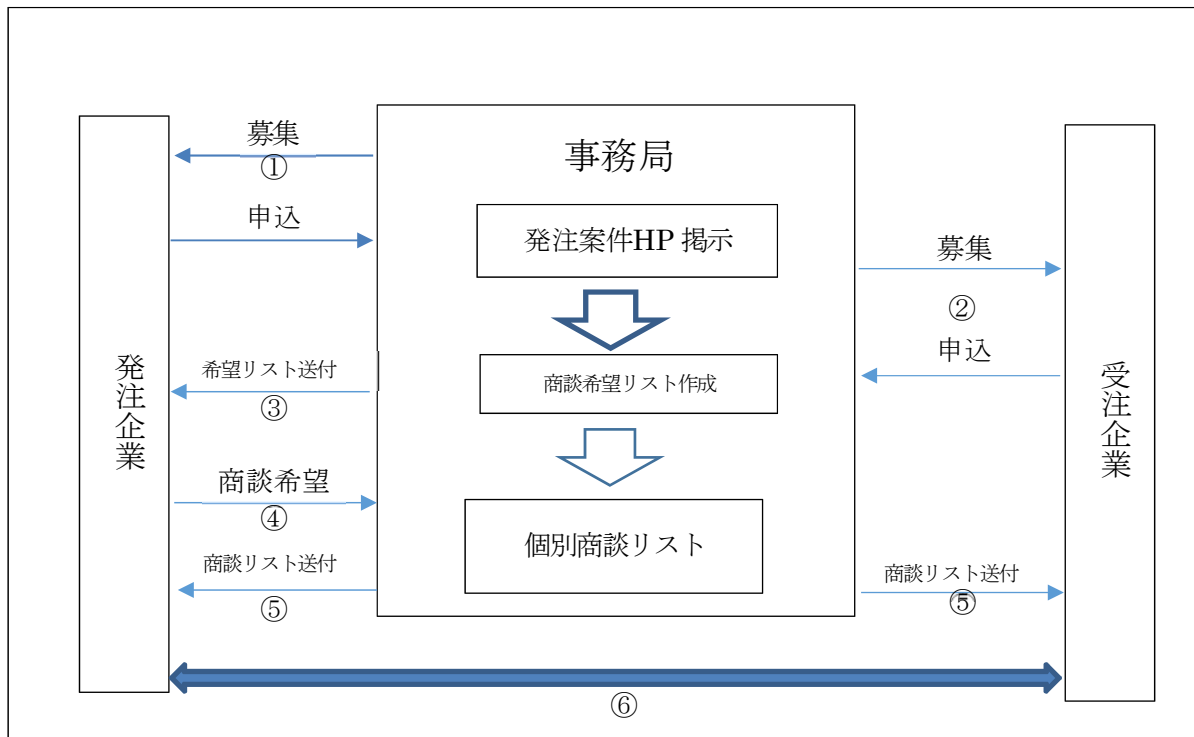 募集
①
事務局
申込
発注案件HP 掲示
募集
②
申込
希望リスト送付
③
商談希望リスト作成
発注企業
受注企業
商談希望
④
個別商談リスト
商談リスト送付
⑤
商談リスト送付
⑤
⑥